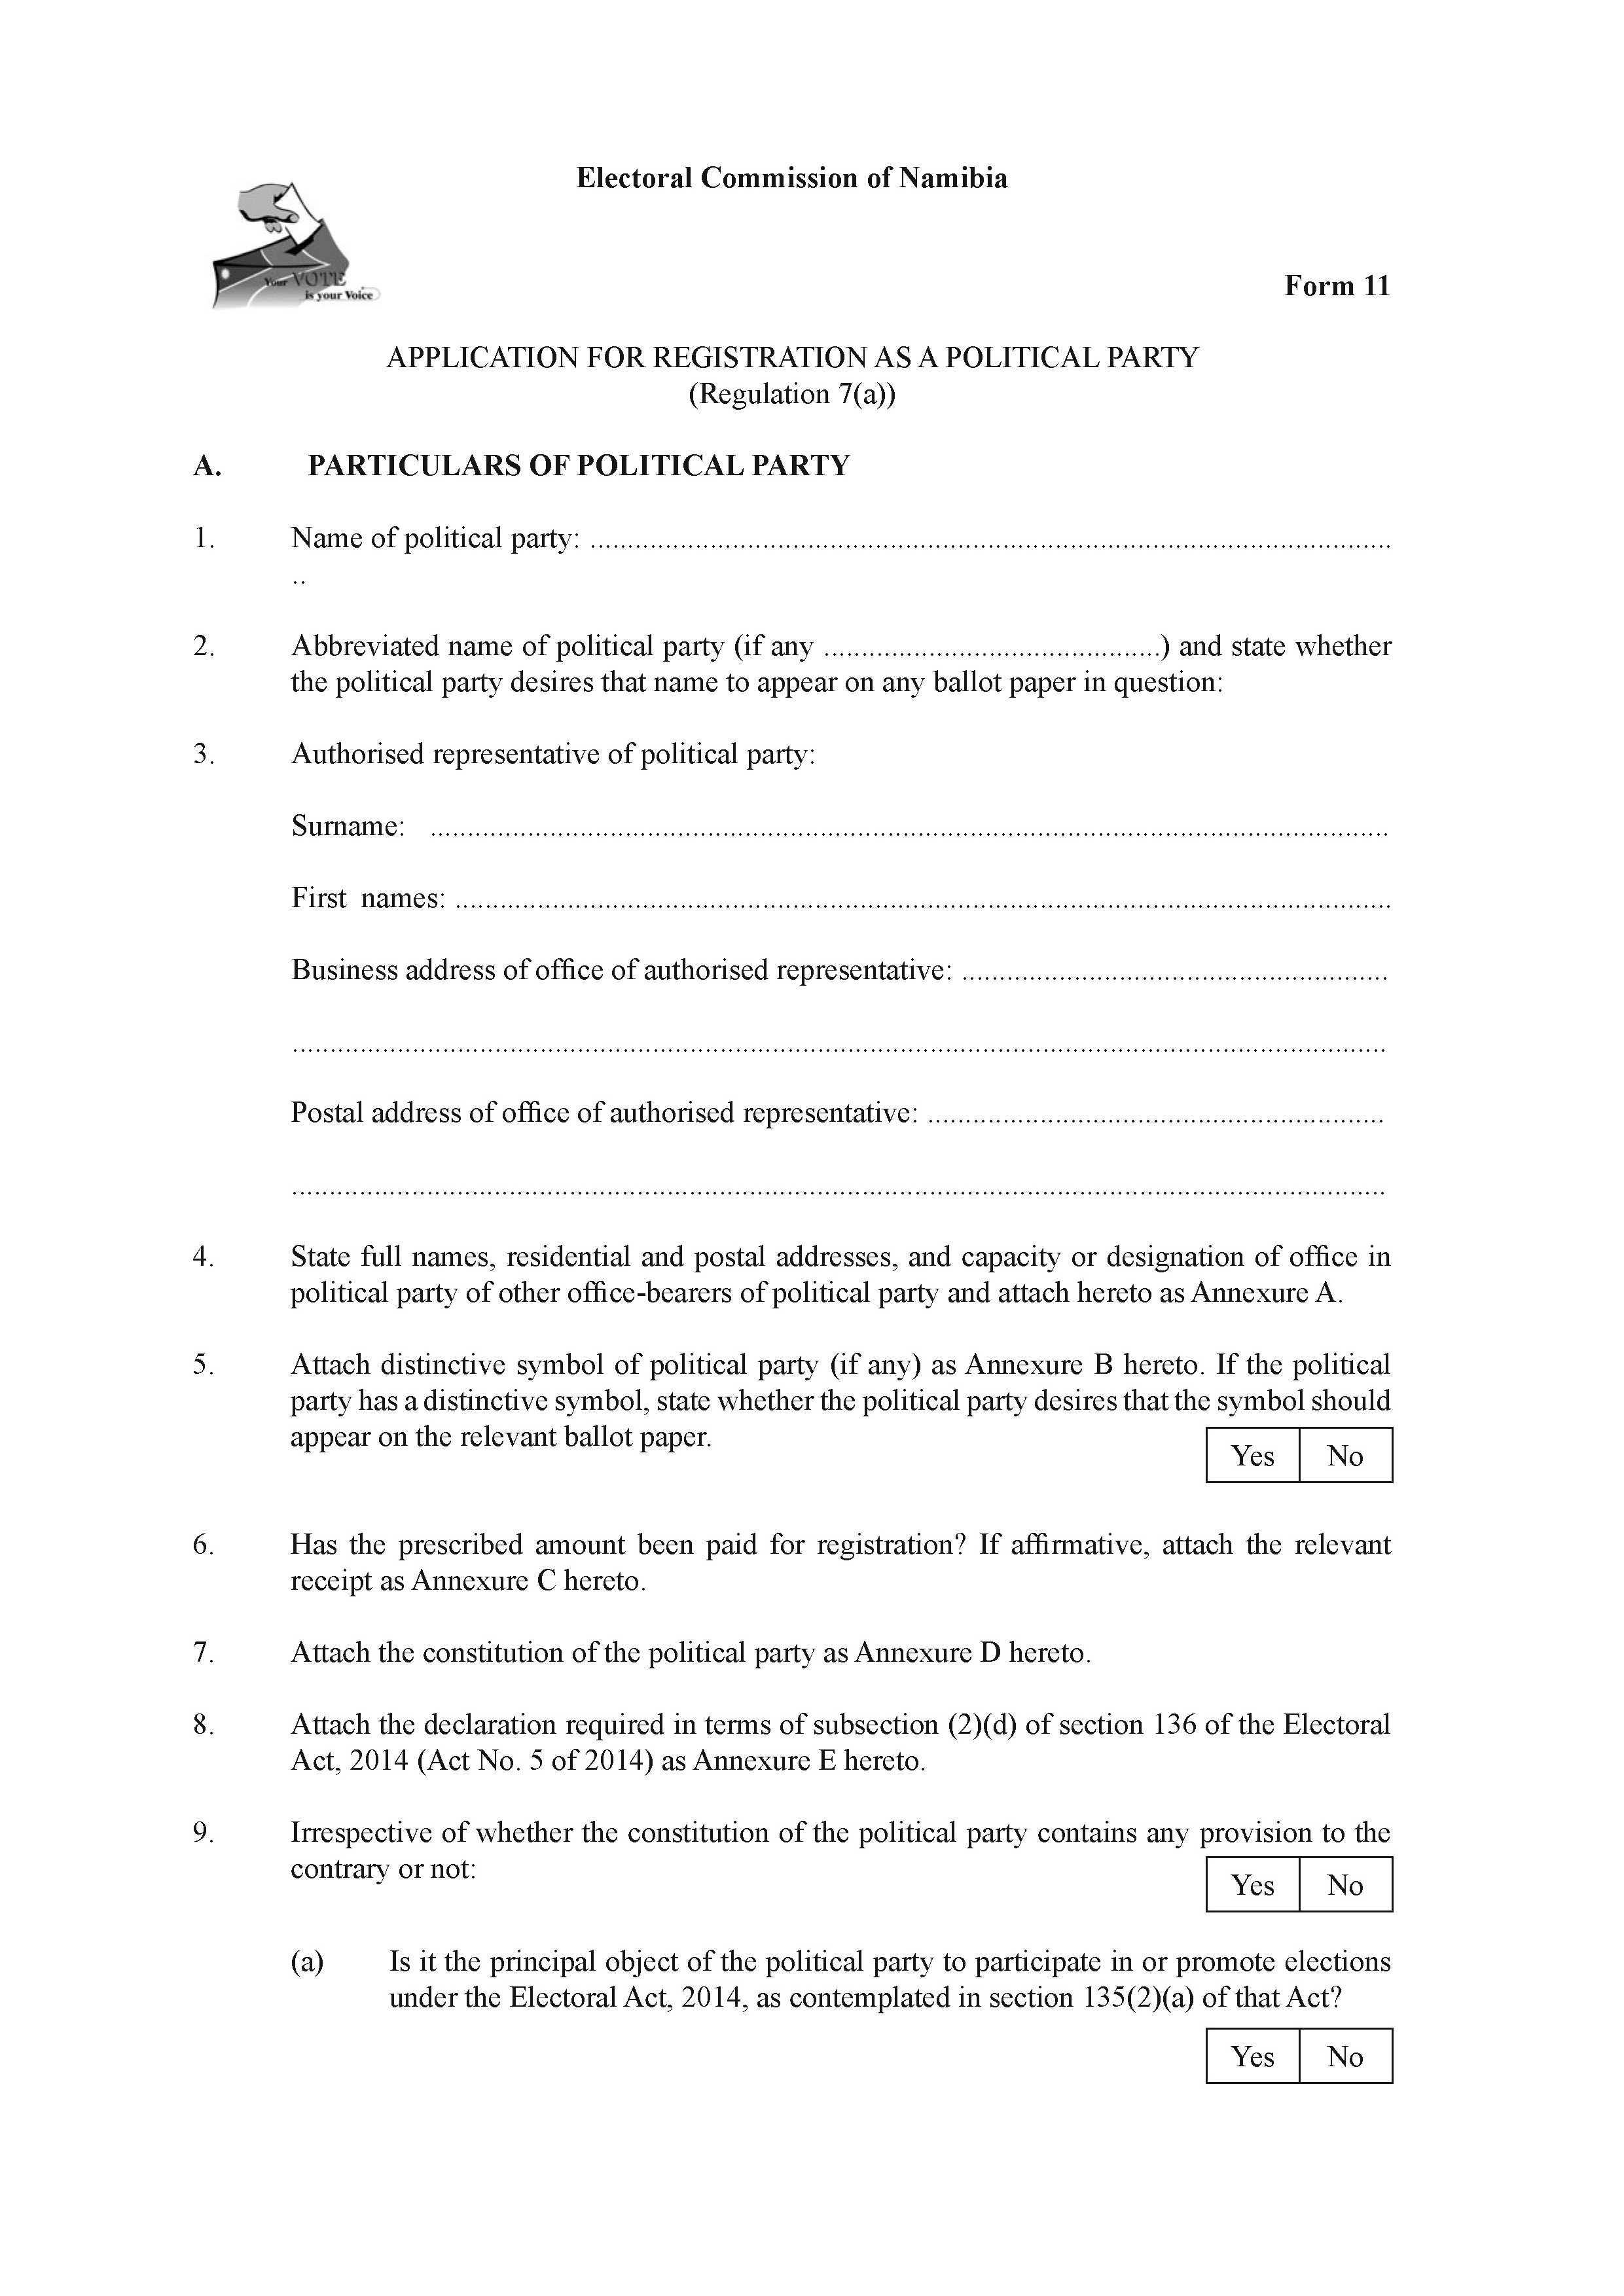 Electoral Commission of Namibia
Your VOTE
is your Voice
Form 11
APPLICATION FOR REGISTRATION AS A POLITICAL PARTY
(Regulation 7(a))
A. PARTICULARS OF POLITICAL PARTY
1. Name of political party: ...........................................................................................................
..
2. Abbreviated name of political party (if any .............................................) and state whether
the political party desires that name to appear on any ballot paper in question:
3. Authorised representative of political party:
Surname: ................................................................................................................................
First names: .............................................................................................................................
Business address of office of authorised representative: .........................................................
..................................................................................................................................................
Postal address of office of authorised representative: .............................................................
..................................................................................................................................................
4. State full names, residential and postal addresses, and capacity or designation of office in
political party of other office-bearers of political party and attach hereto as Annexure A.
5. Attach distinctive symbol of political party (if any) as Annexure B hereto. If the political
party has a distinctive symbol, state whether the political party desires that the symbol should
appear on the relevant ballot paper.
Yes No
6. Has the prescribed amount been paid for registration? If affirmative, attach the relevant
receipt as Annexure C hereto.
7. Attach the constitution of the political party as Annexure D hereto.
8. Attach the declaration required in terms of subsection (2)(d) of section 136 of the Electoral
Act, 2014 (Act No. 5 of 2014) as Annexure E hereto.
9. Irrespective of whether the constitution of the political party contains any provision to the
contrary or not:
Yes No
(a) Is it the principal object of the political party to participate in or promote elections
under the Electoral Act, 2014, as contemplated in section 135(2)(a) of that Act?
Yes No